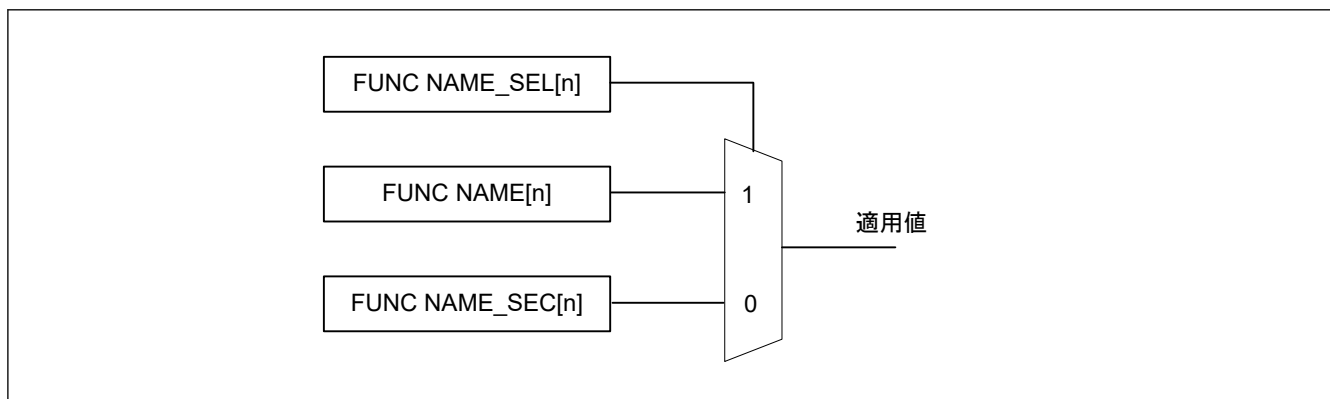 FUNC NAME_SEL[n]
FUNC NAME[n]
1
適用値
FUNC NAME_SEC[n]
0